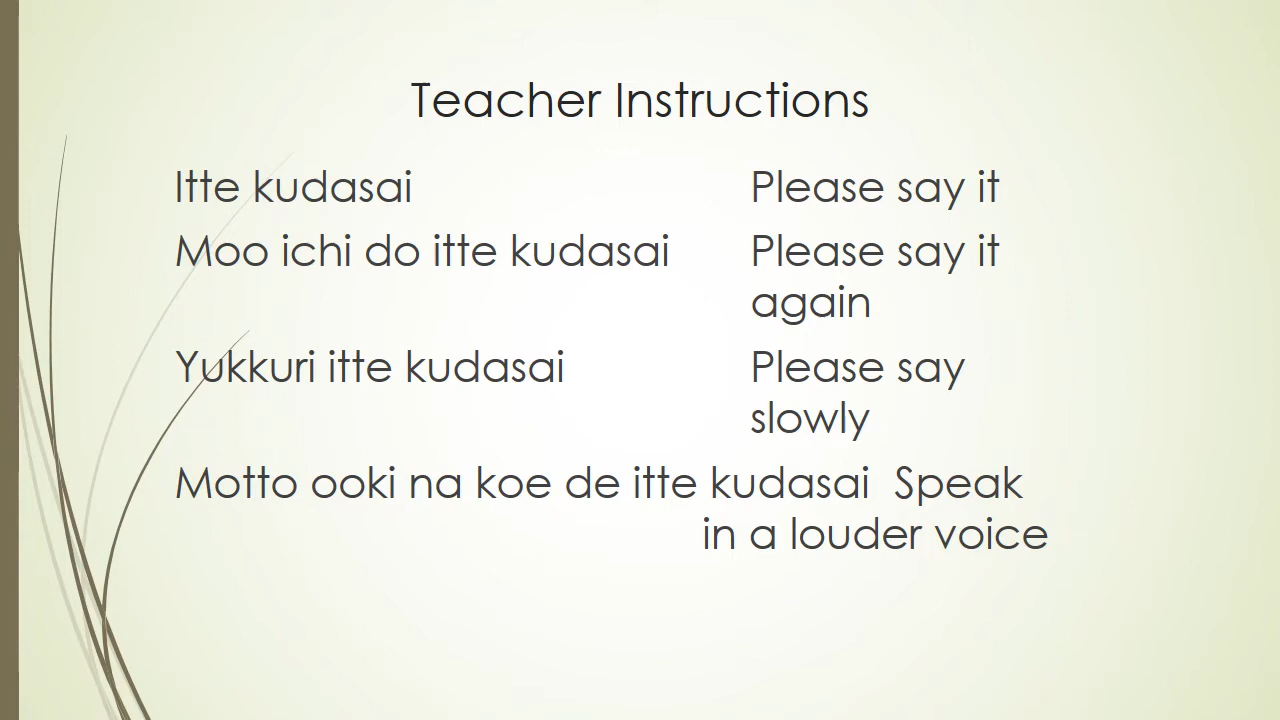 Teacher Instructions
Itte kudasai Please say it
Moo ichi do itte kudasai Please say it
again
Yukkuri itte kudasai Please say
slowly
Motto ooki na koe de itte kudasai Speak
in a louder voice